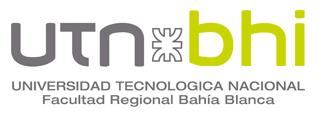 utn bhi
UNIVERSIDAD TECNOLOGICA NACIONAL
Facultad Regional Bahía Blanca